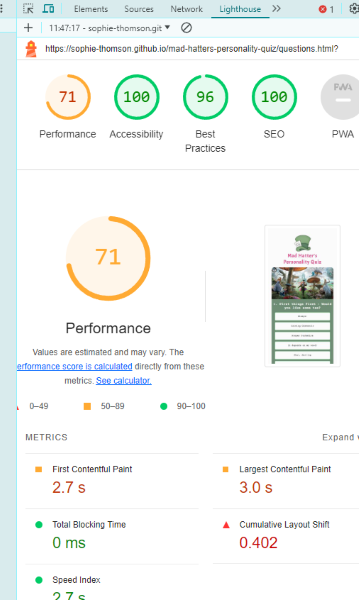 Elements Sources Network Lighthouse 1
11:47:17 - sophie-thomson.git
https://sophie-thomson.github.io/mad-hatters-personality-quiz/questions.html?
71 100 96 100 PWA
Performance Accessibility Best Practices SEO PWA
71
Mad Hatter's
Personality Quiz
Performance
Values are estimated and may vary. The
erformance score is calculated directly from these
metrics. See calculator.
0–49 50–89 90–100
METRICS Expand v
First Contentful Paint
2.7 s
Largest Contentful Paint
3.0 s
Total Blocking Time
0 ms
Cumulative Layout Shift
0.402
Speed Index
2.7 s